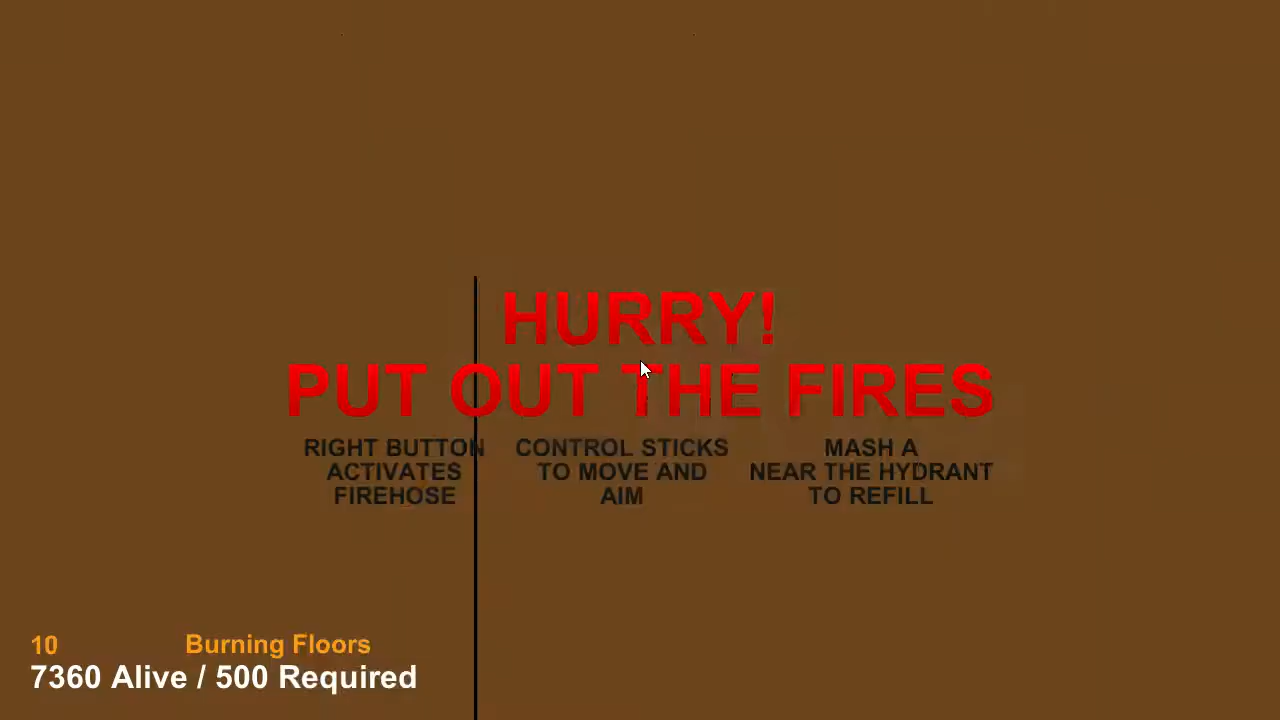 HURRY!
PUT OUT THE FIRES
RIGHT BUTTON
ACTIVATES
FIREHOSE
CONTROL STICKS
TO MOVE AND
AIM
MASH A
NEAR THE HYDRANT
TO REFILL
10 Burning Floors
7360 Alive / 500 Required